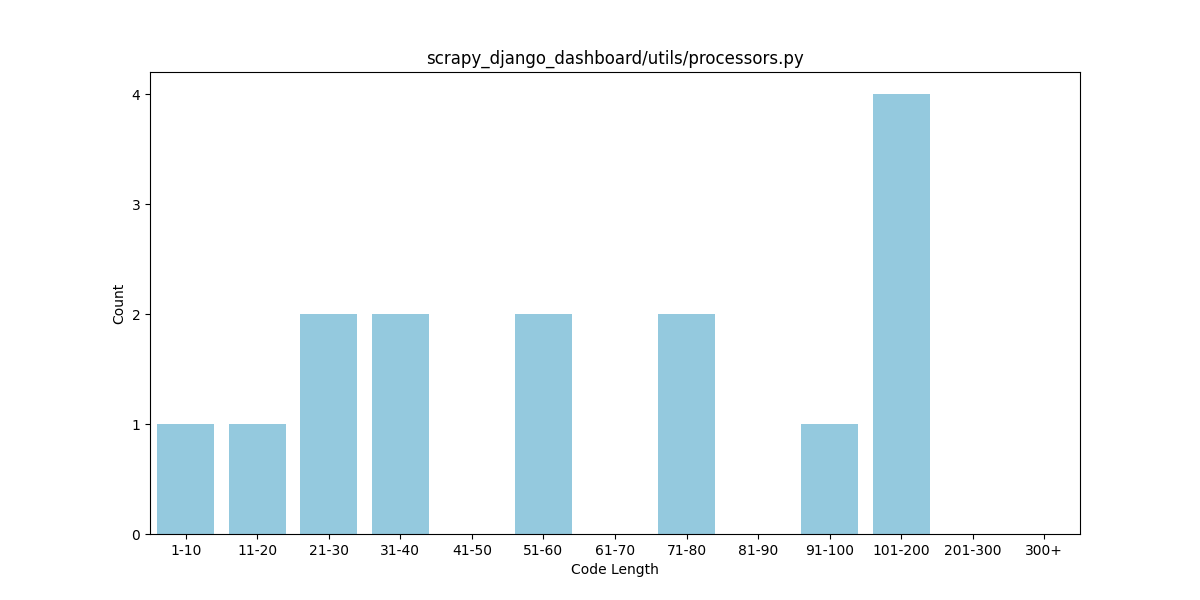 scrapy_django_dashboard/utils/processors.py
4
3
2
1
0
Count
1-10 11-20 21-30 31-40 41-50 51-60 61-70 71-80 81-90 91-100 101-200 201-300 300+
Code Length